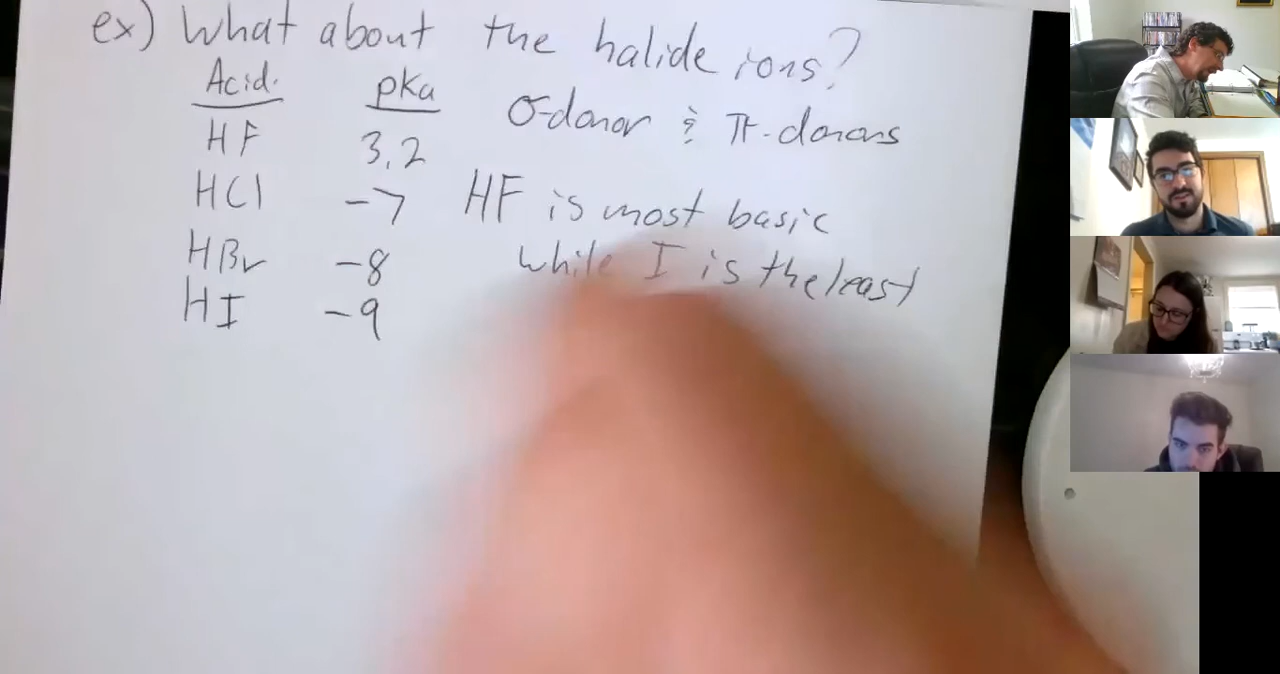 ex) What about the halide ions?
Acid. pKa
σ-donor & π-donors
HF 3.2
HCl -7
HF is most basic
HBr -8
while I is the least
HI -9